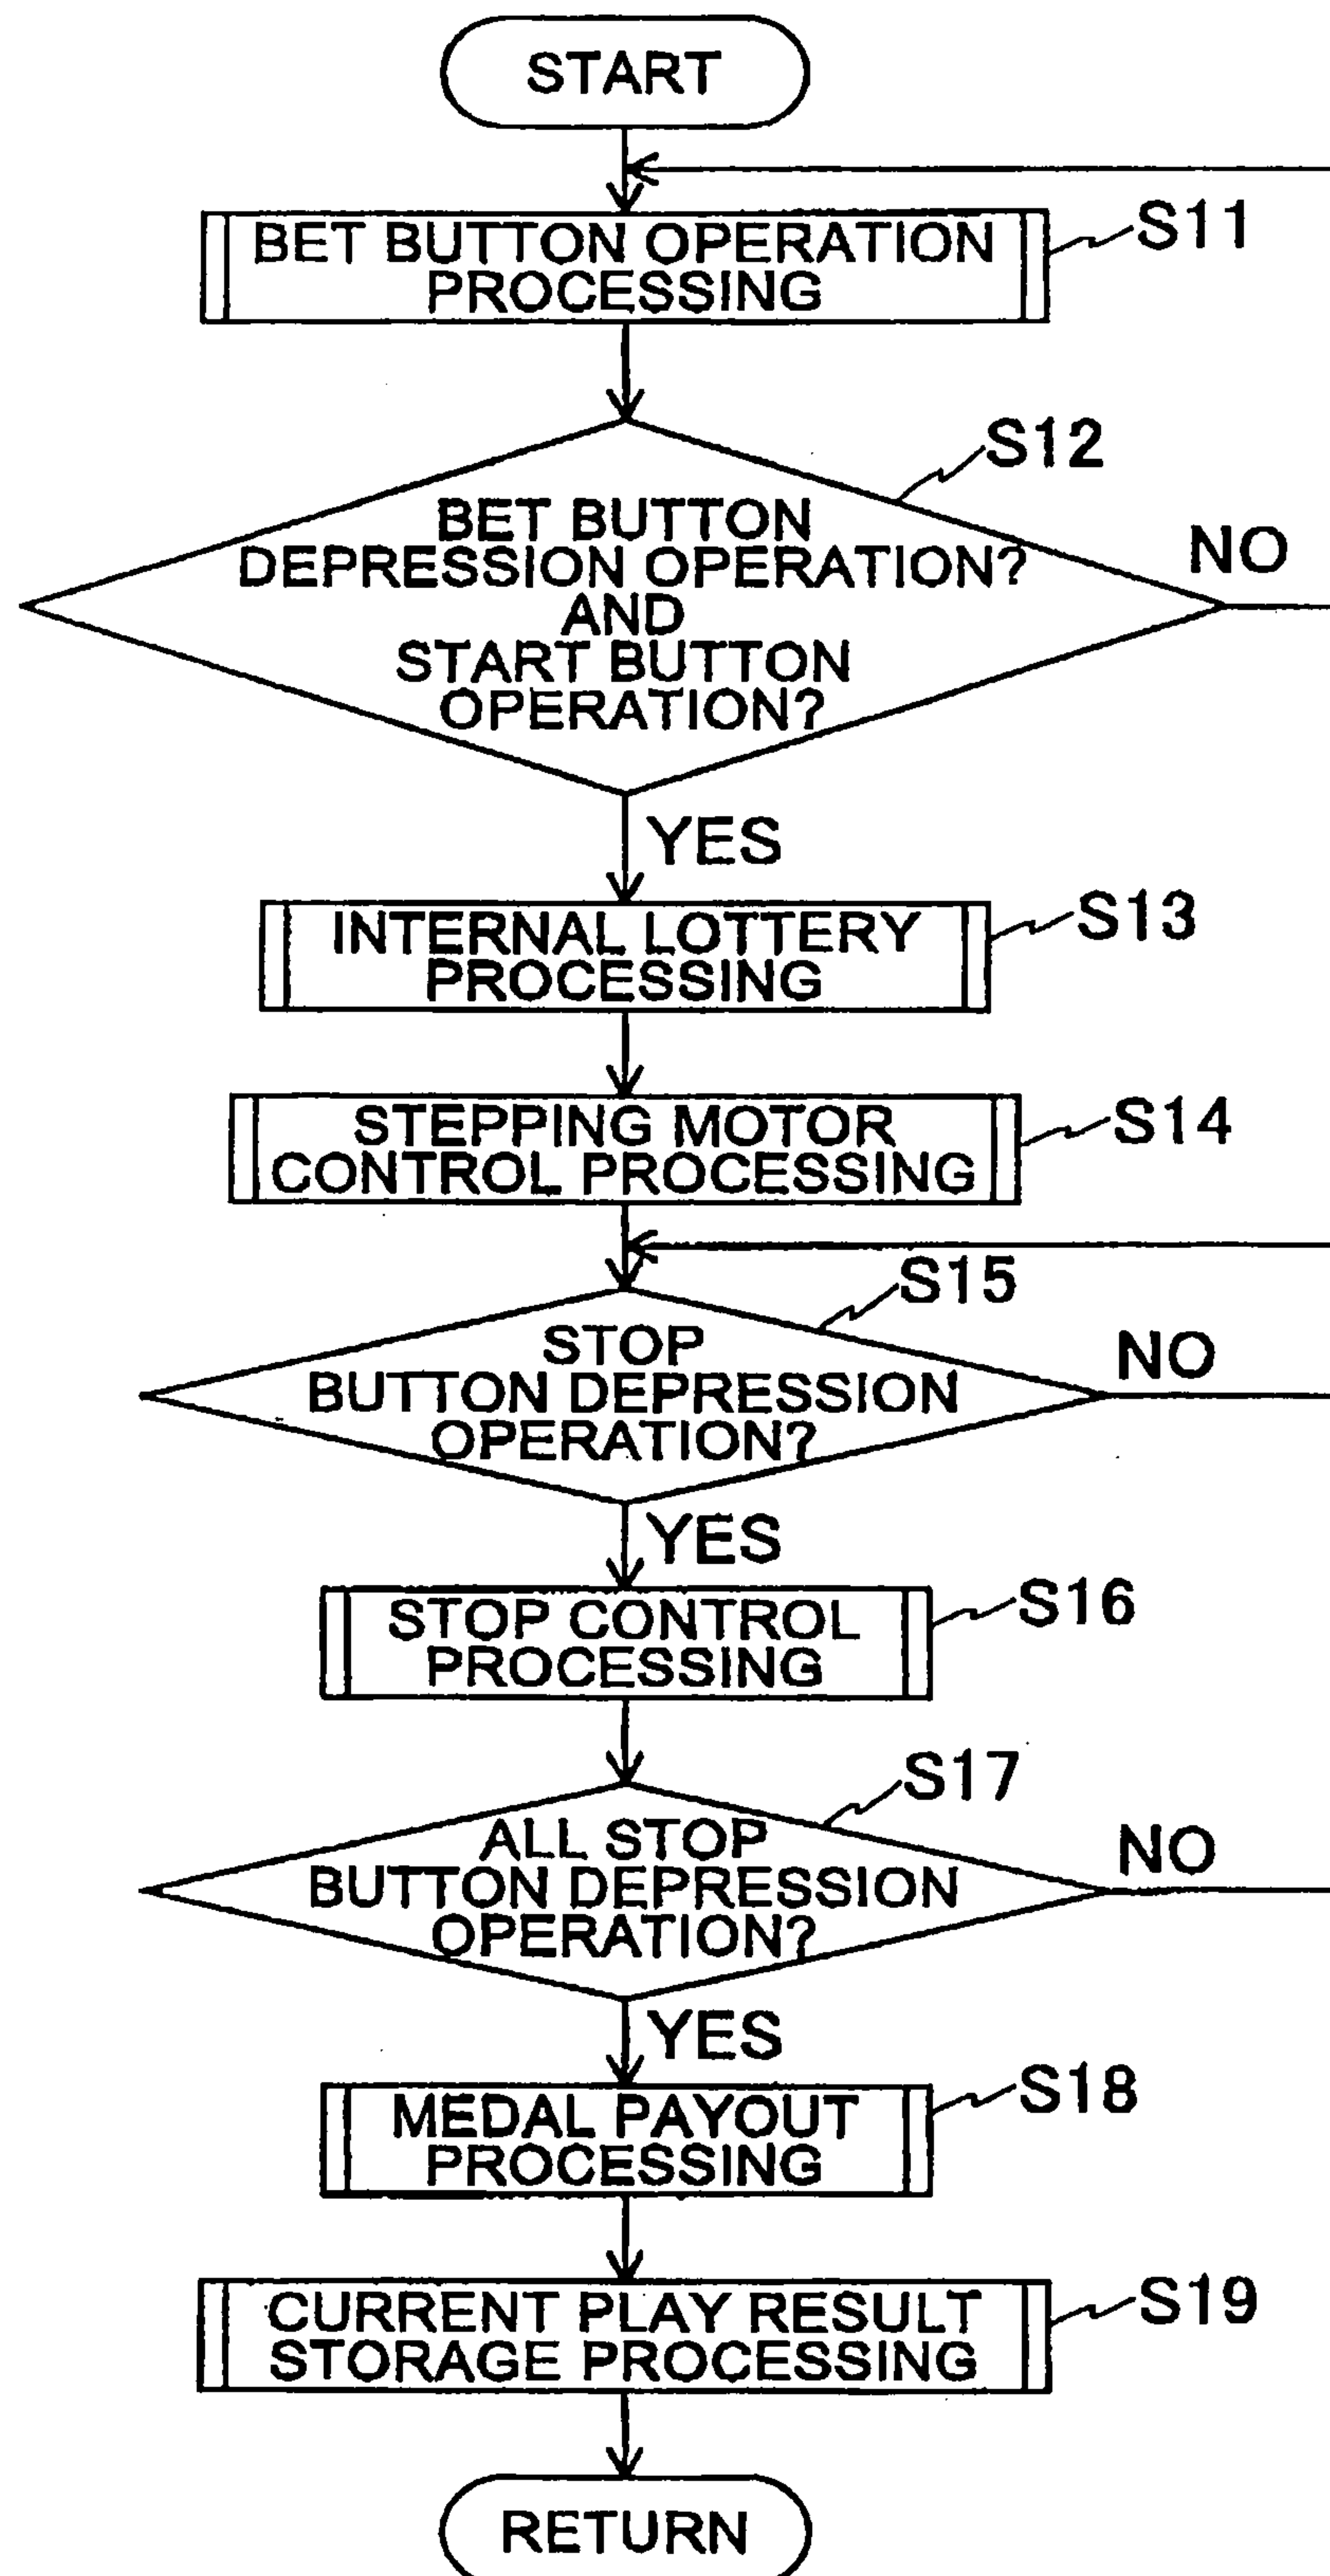 START
BET BUTTON OPERATION
PROCESSING
S11
S12
BET BUTTON
DEPRESSION OPERATION?
AND
START BUTTON
OPERATION?
NO
YES
INTERNAL LOTTERY
PROCESSING
S13
STEPPING MOTOR
CONTROL PROCESSING
S14
S15
STOP
BUTTON DEPRESSION
OPERATION?
NO
YES
STOP CONTROL
PROCESSING
S16
S17
ALL STOP
BUTTON DEPRESSION
OPERATION?
NO
YES
MEDAL PAYOUT
PROCESSING
S18
CURRENT PLAY RESULT
STORAGE PROCESSING
S19
RETURN